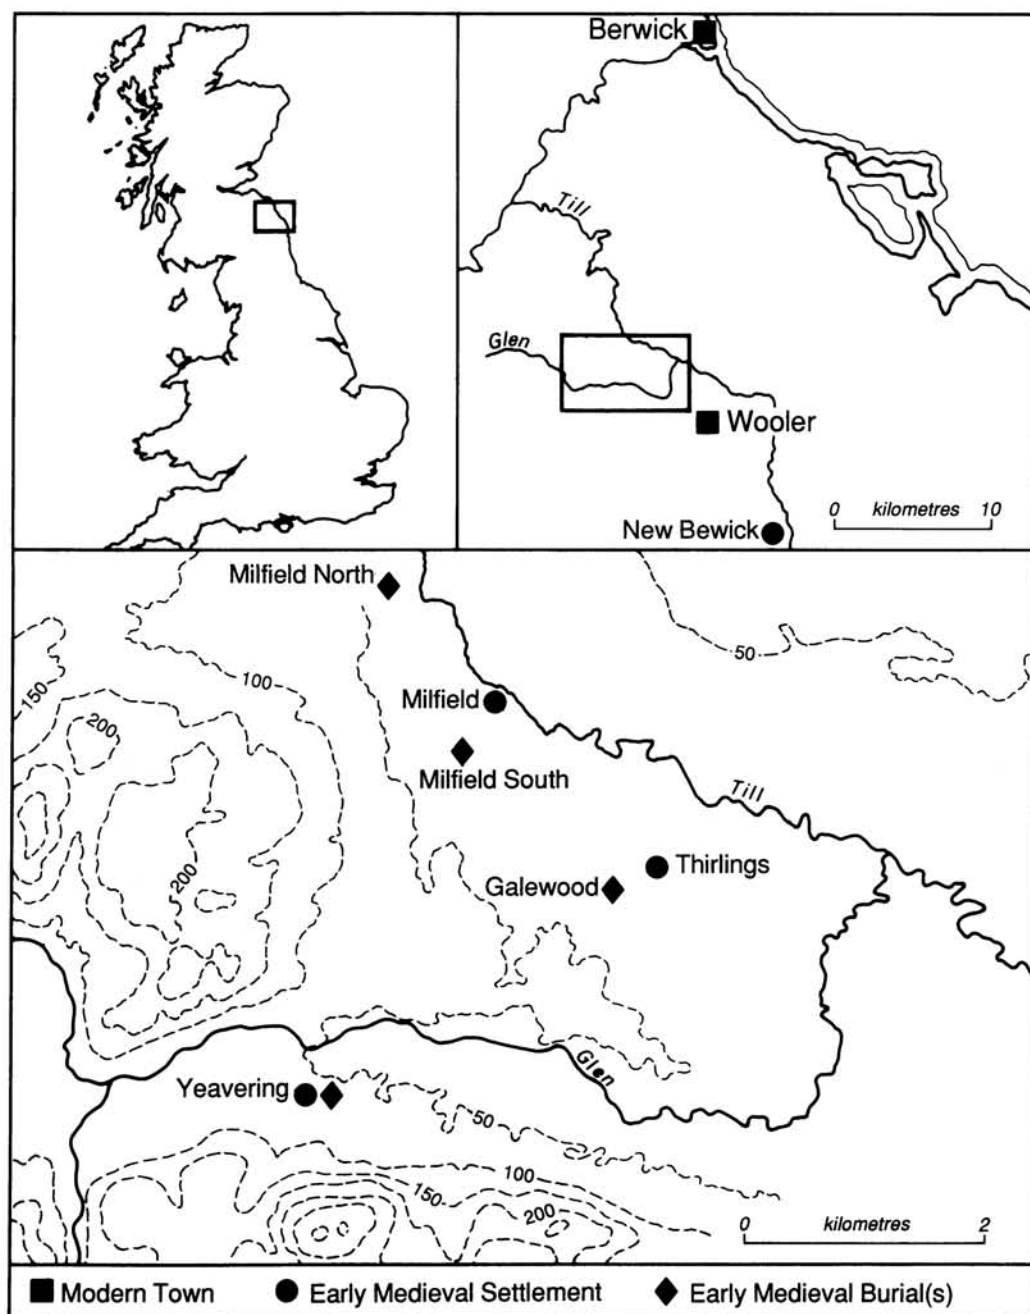 Berwick
Till
Glen
Wooler
0 kilometres 10
New Bewick
Milfield North
50
150
100
200
Milfield
Milfield South
Till
200
Thirlings
Galewood
Glen
Yeavering
50
100
150
200
0 kilometres 2
Modern Town Early Medieval Settlement Early Medieval Burial(s)